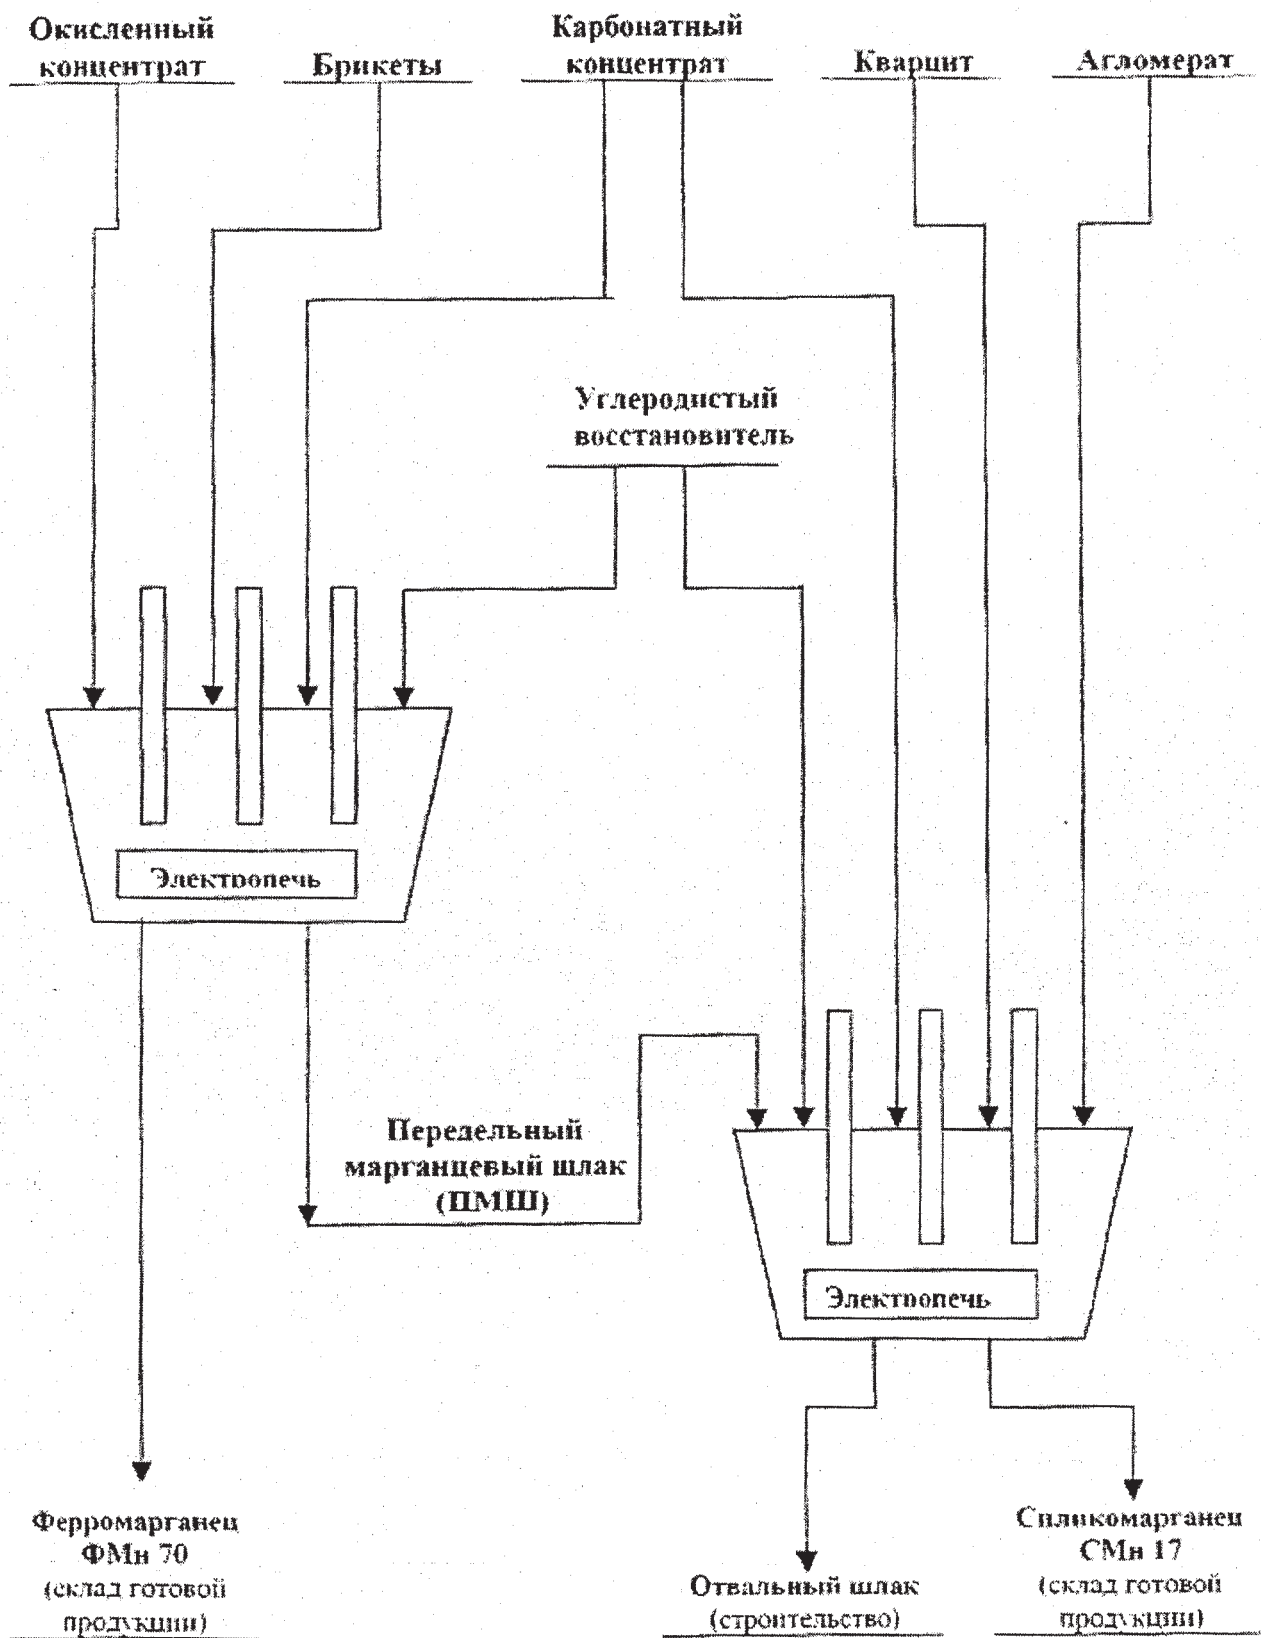 Окисленный
концентрат
Брикеты
Карбонатный
концентрат
Кварцит
Агломерат
Углеродистый
восстановитель
Электропечь
Передельный
марганцевый шлак
(ПМШ)
Электропечь
Ферромарганец
ФМн 70
(склад готовой
продукции)
Отвальный шлак
(строительство)
Силикомарганец
СМн 17
(склад готовой
продукции)